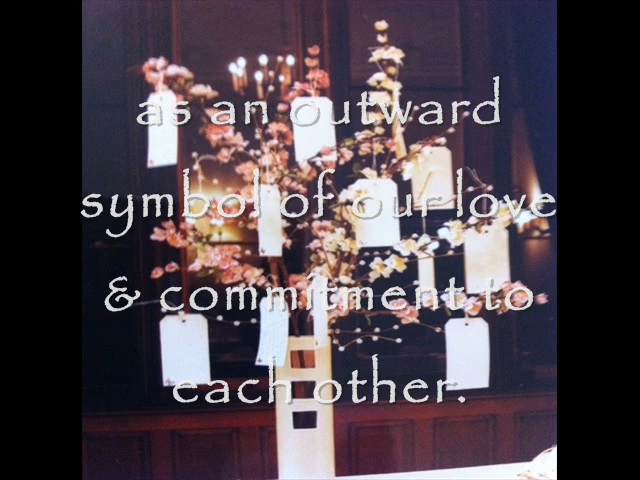 as an outward
symbol of our love
& commitment to
each other.